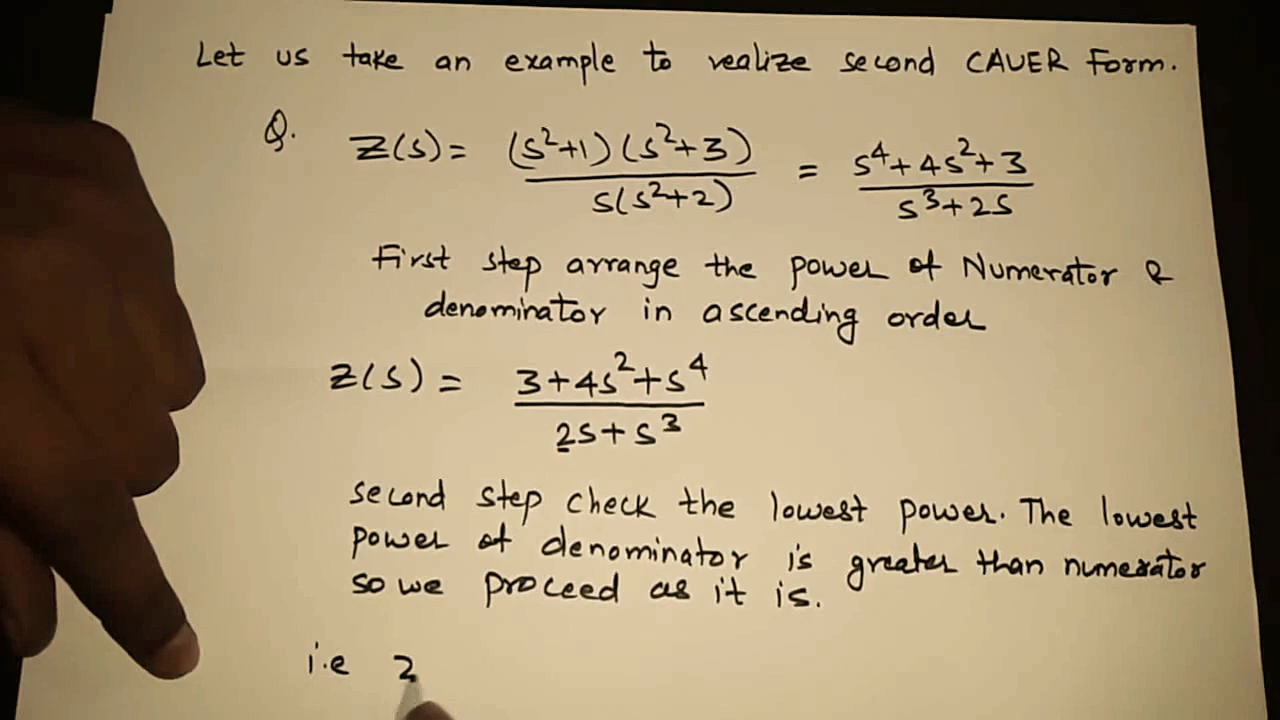 Let us take an example to realize second CAUER Form.
Q. Z(s) = (s²+1)(s²+3) / s(s²+2) = s⁴+4s²+3 / s³+2s
First step arrange the power of Numerator &
denominator in ascending order
Z(s) = 3+4s²+s⁴ / 2s+s³
second step check the lowest power. The lowest
power of denominator is greater than numerator
so we proceed as it is.
i.e 2